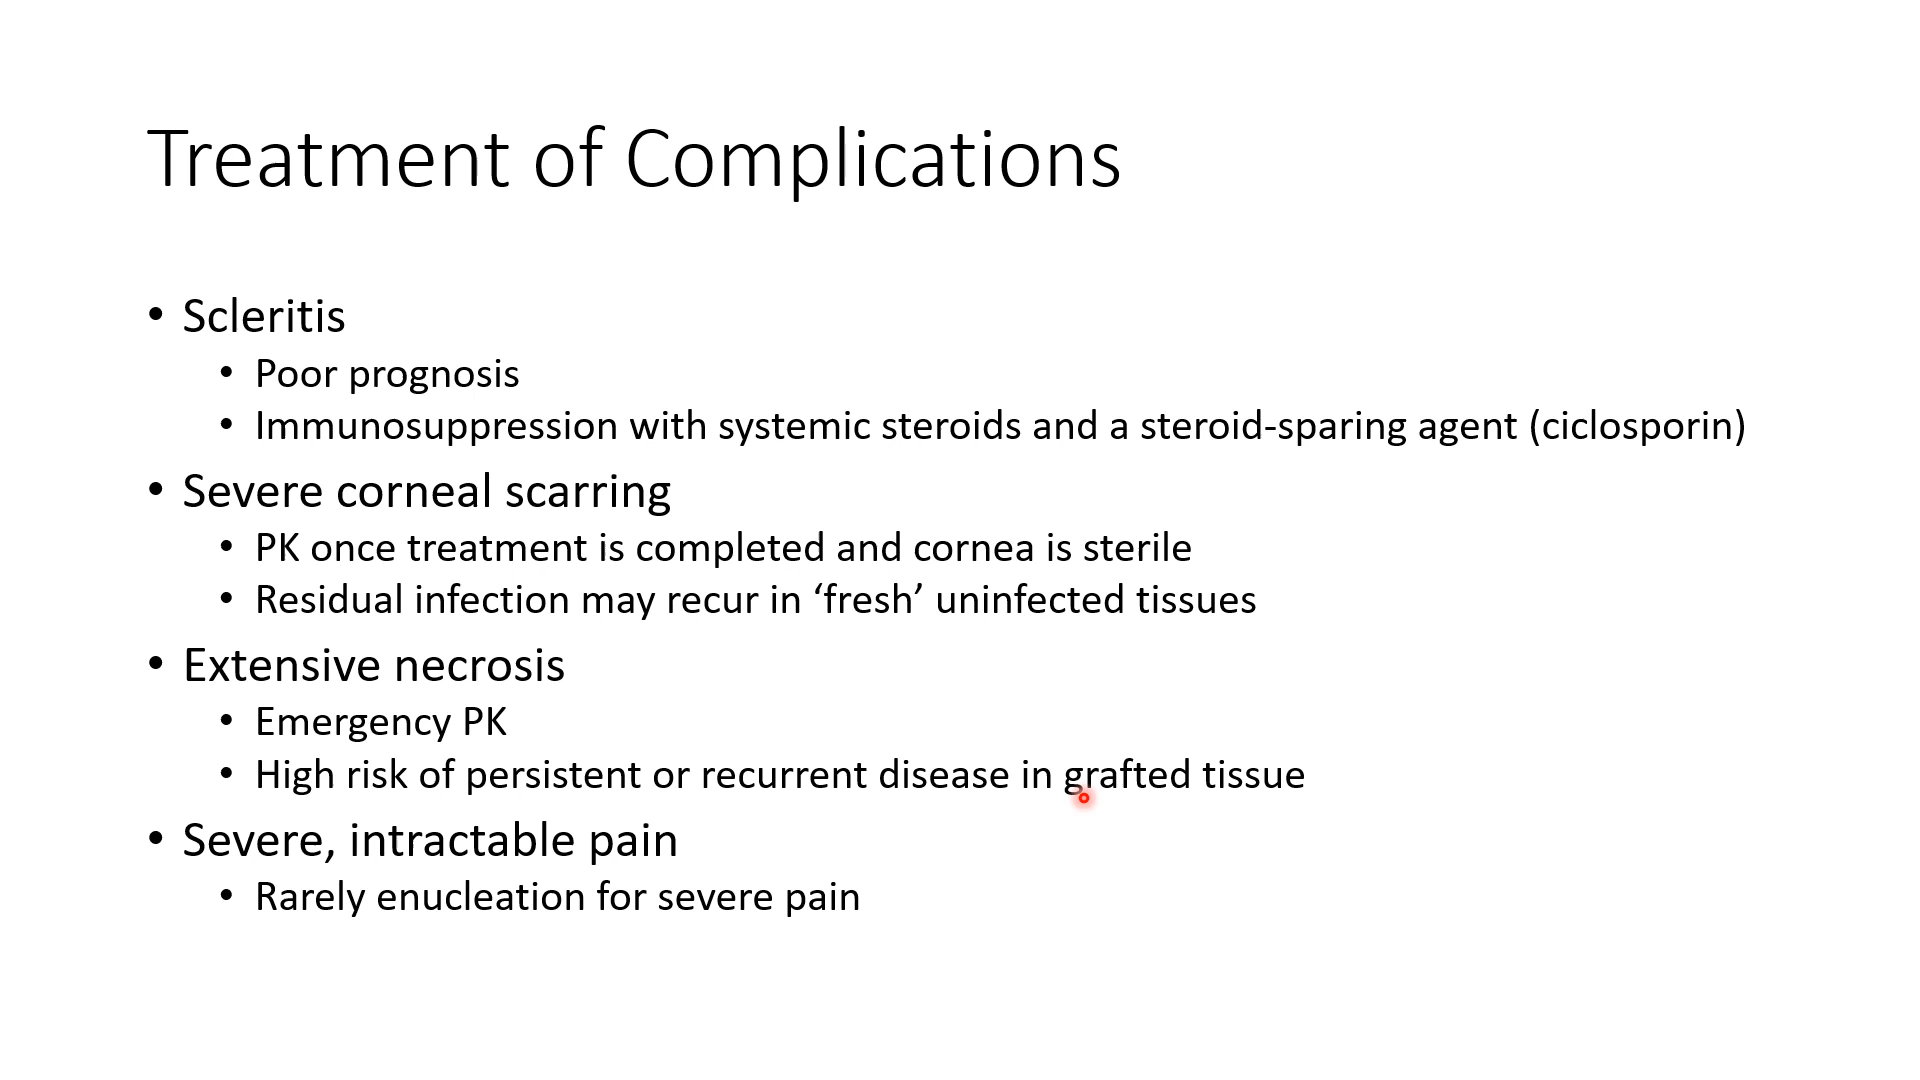 Treatment of Complications
• Scleritis
• Poor prognosis
• Immunosuppression with systemic steroids and a steroid-sparing agent (ciclosporin)
• Severe corneal scarring
• PK once treatment is completed and cornea is sterile
• Residual infection may recur in ‘fresh’ uninfected tissues
• Extensive necrosis
• Emergency PK
• High risk of persistent or recurrent disease in grafted tissue
• Severe, intractable pain
• Rarely enucleation for severe pain